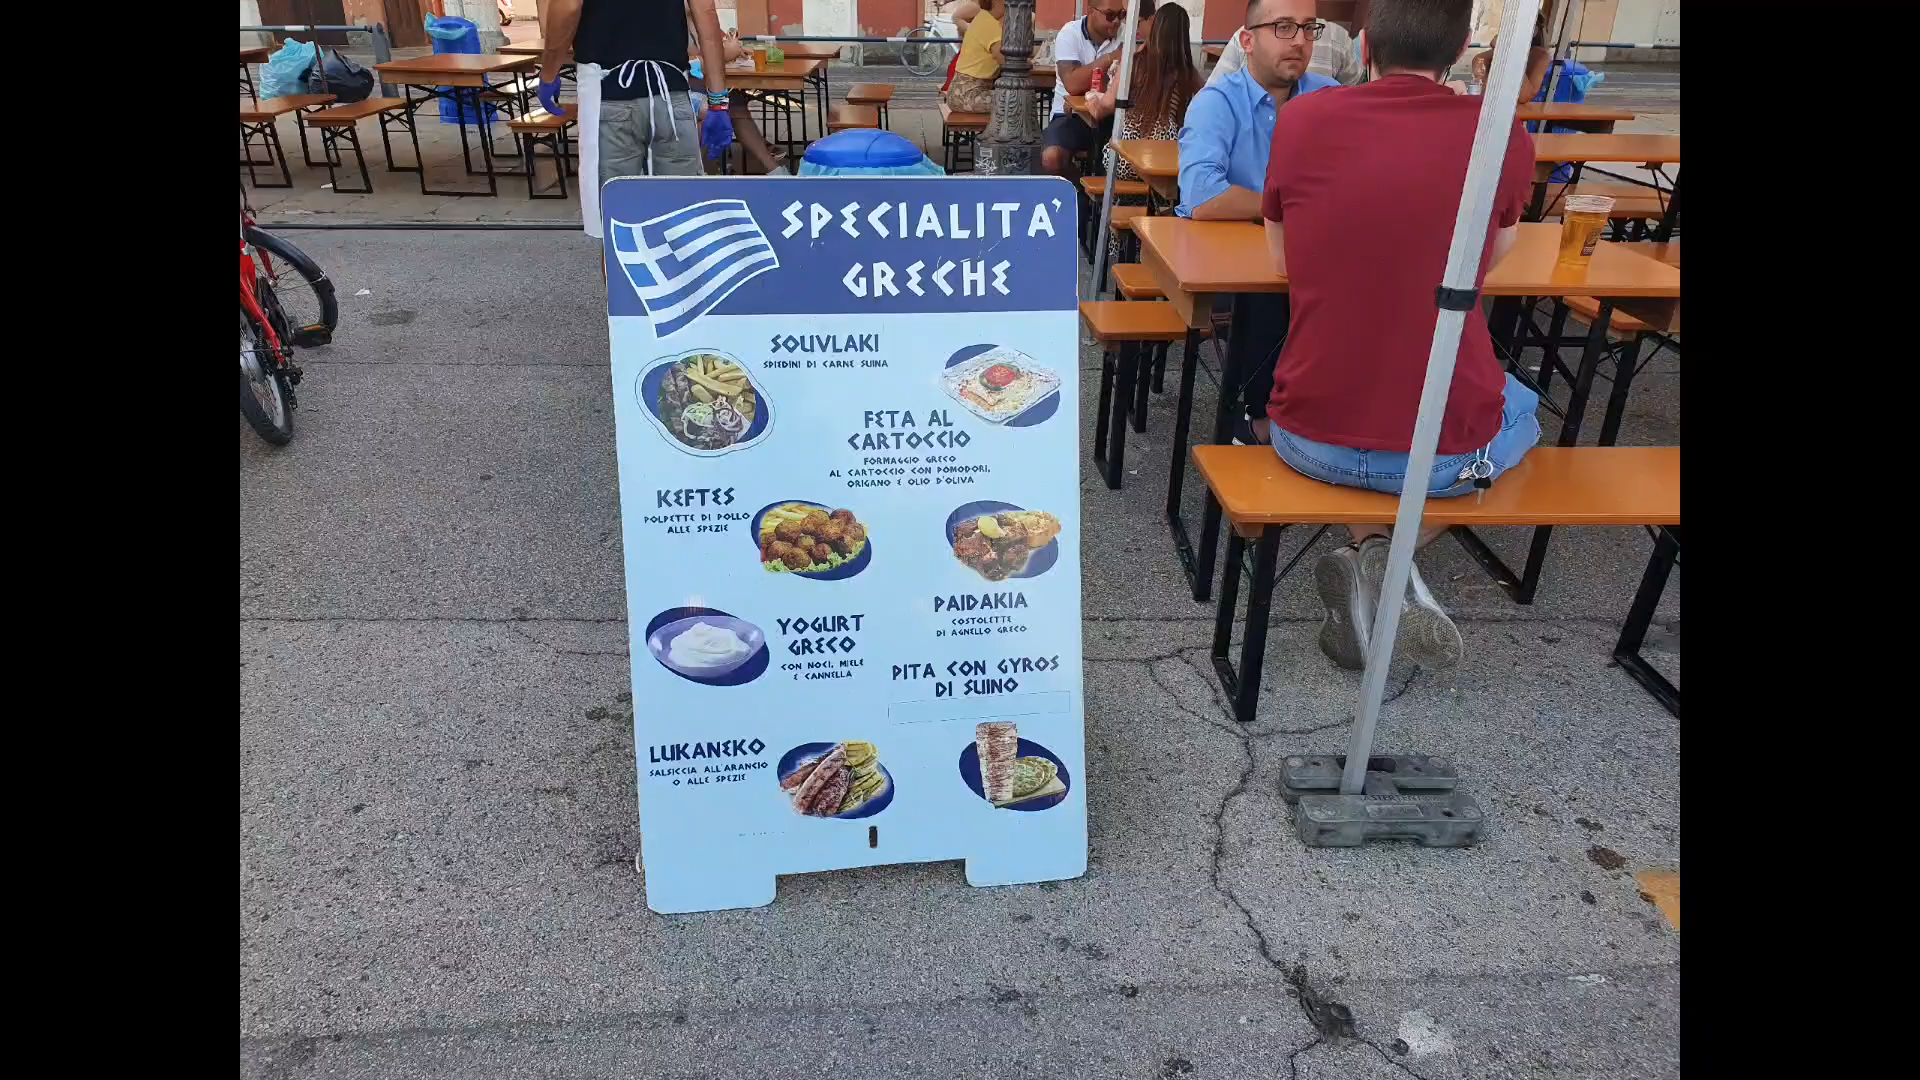 SPECIALITA'
GRECHE
SOUVLAKI
SPIEDINI DI CARNE SUINA
FETA AL
CARTOCCIO
FORMAGGIO GRECO
AL CARTOCCIO CON POMODORI,
ORIGANO E OLIO D'OLIVA
KEFTES
POLPETTE DI POLLO
ALLE SPEZIE
PAIDAKIA
COSTOLETTE
DI AGNELLO GRECO
YOGURT
GRECO
CON NOCI, MIELE
E CANNELLA
PITA CON GYROS
DI SUINO
LUKANEKO
SALSICCIA ALL'ARANCIO
O ALLE SPEZIE